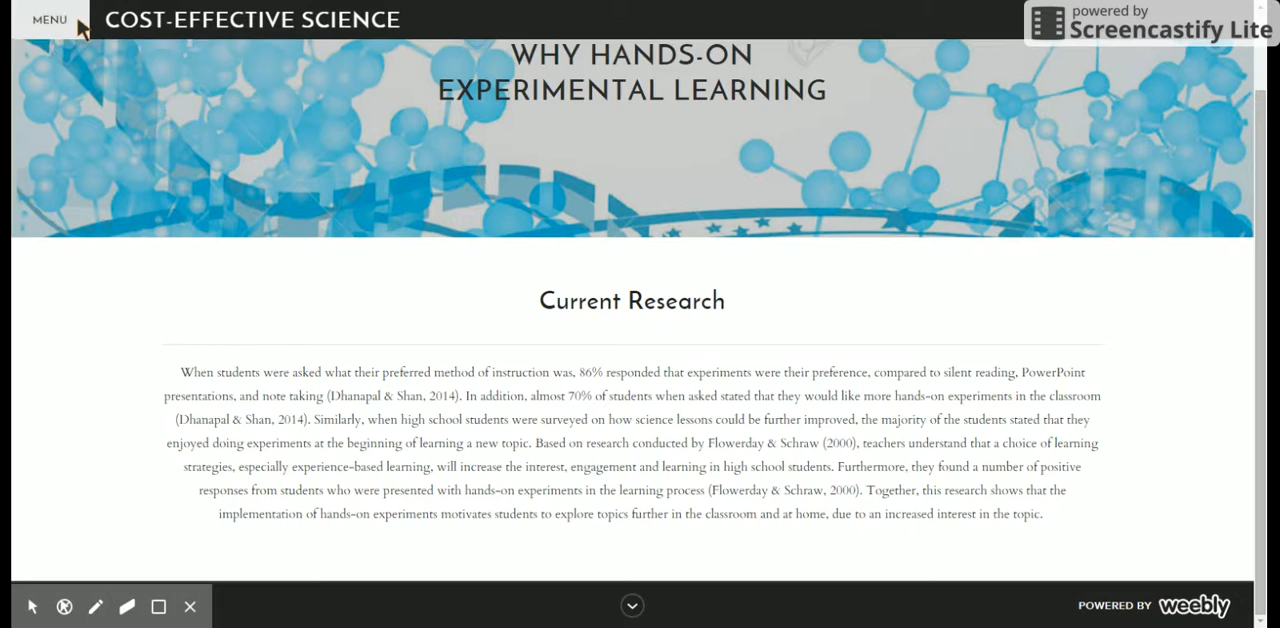 MENU
COST-EFFECTIVE SCIENCE
powered by
Screencastify Lite
WHY HANDS-ON
EXPERIMENTAL LEARNING
Current Research
When students were asked what their preferred method of instruction was, 86% responded that experiments were their preference, compared to silent reading, PowerPoint
presentations, and note taking (Dhanapal & Shan, 2014). In addition, almost 70% of students when asked stated that they would like more hands-on experiments in the classroom
(Dhanapal & Shan, 2014). Similarly, when high school students were surveyed on how science lessons could be further improved, the majority of the students stated that they
enjoyed doing experiments at the beginning of learning a new topic. Based on research conducted by Flowerday & Schraw (2000), teachers understand that a choice of learning
strategies, especially experience-based learning, will increase the interest, engagement and learning in high school students. Furthermore, they found a number of positive
responses from students who were presented with hands-on experiments in the learning process (Flowerday & Schraw, 2000). Together, this research shows that the
implementation of hands-on experiments motivates students to explore topics further in the classroom and at home, due to an increased interest in the topic.
POWERED BY weebly